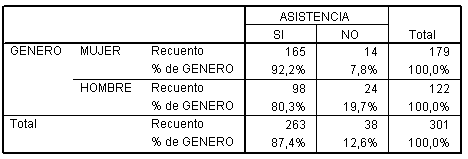 ASISTENCIA
SI NO Total
GENERO MUJER Recuento 165 14 179
% de GENERO 92,2% 7,8% 100,0%
HOMBRE Recuento 98 24 122
% de GENERO 80,3% 19,7% 100,0%
Total Recuento 263 38 301
% de GENERO 87,4% 12,6% 100,0%